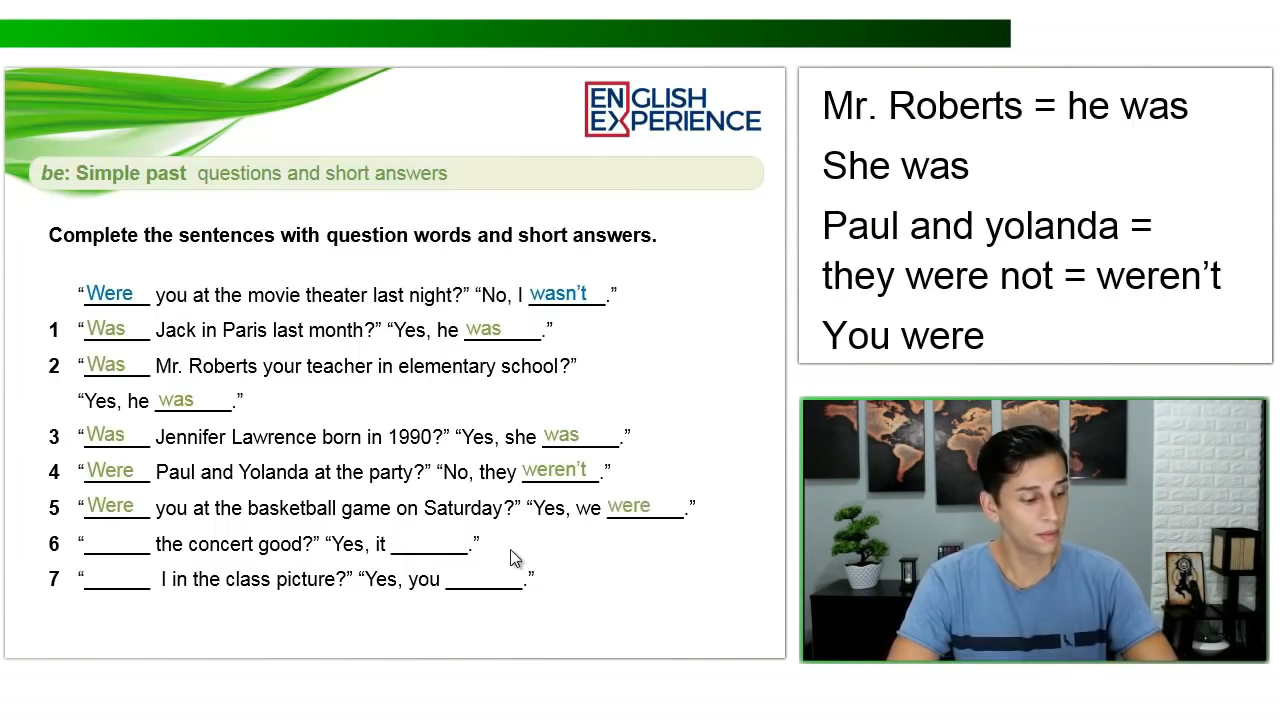 ENGLISH
EXPERIENCE
be: Simple past questions and short answers
Complete the sentences with question words and short answers.
“Were you at the movie theater last night?” “No, I wasn’t.”
1 “Was Jack in Paris last month?” “Yes, he was.”
2 “Was Mr. Roberts your teacher in elementary school?”
“Yes, he was.”
3 “Was Jennifer Lawrence born in 1990?” “Yes, she was.”
4 “Were Paul and Yolanda at the party?” “No, they weren’t.”
5 “Were you at the basketball game on Saturday?” “Yes, we were.”
6 “______ the concert good?” “Yes, it _______.”
7 “______ I in the class picture?” “Yes, you _______.”
Mr. Roberts = he was
She was
Paul and yolanda =
they were not = weren’t
You were